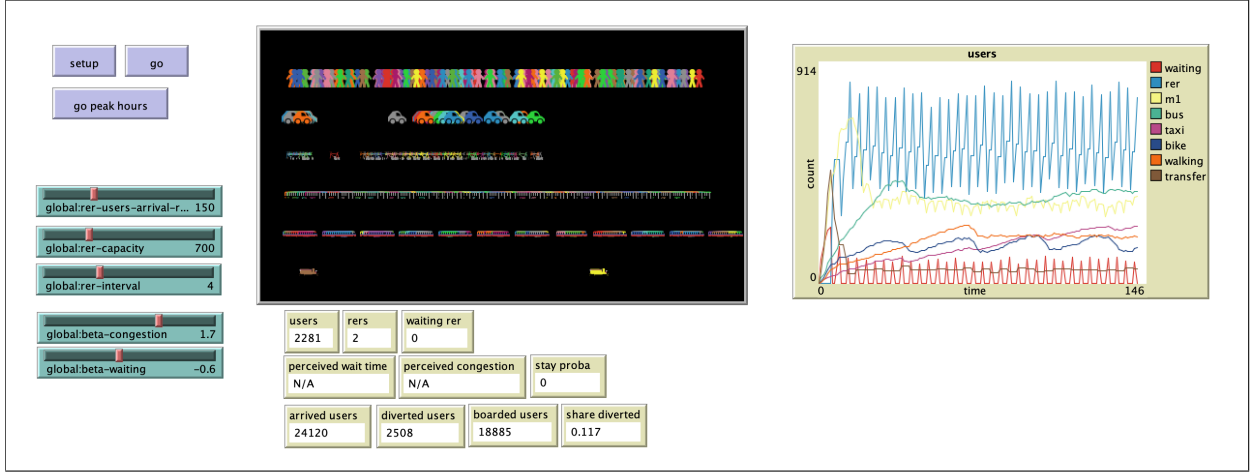 setup
go
go peak hours
global:rer-users-arrival-r... 150
global:rer-capacity 700
global:rer-interval 4
global:beta-congestion 1.7
global:beta-waiting -0.6
users
2281
rers
2
waiting rer
0
perceived wait time
N/A
perceived congestion
N/A
stay proba
0
arrived users
24120
diverted users
2508
boarded users
18885
share diverted
0.117
users
914
count
0
0
time
146
waiting
rer
m1
bus
taxi
bike
walking
transfer